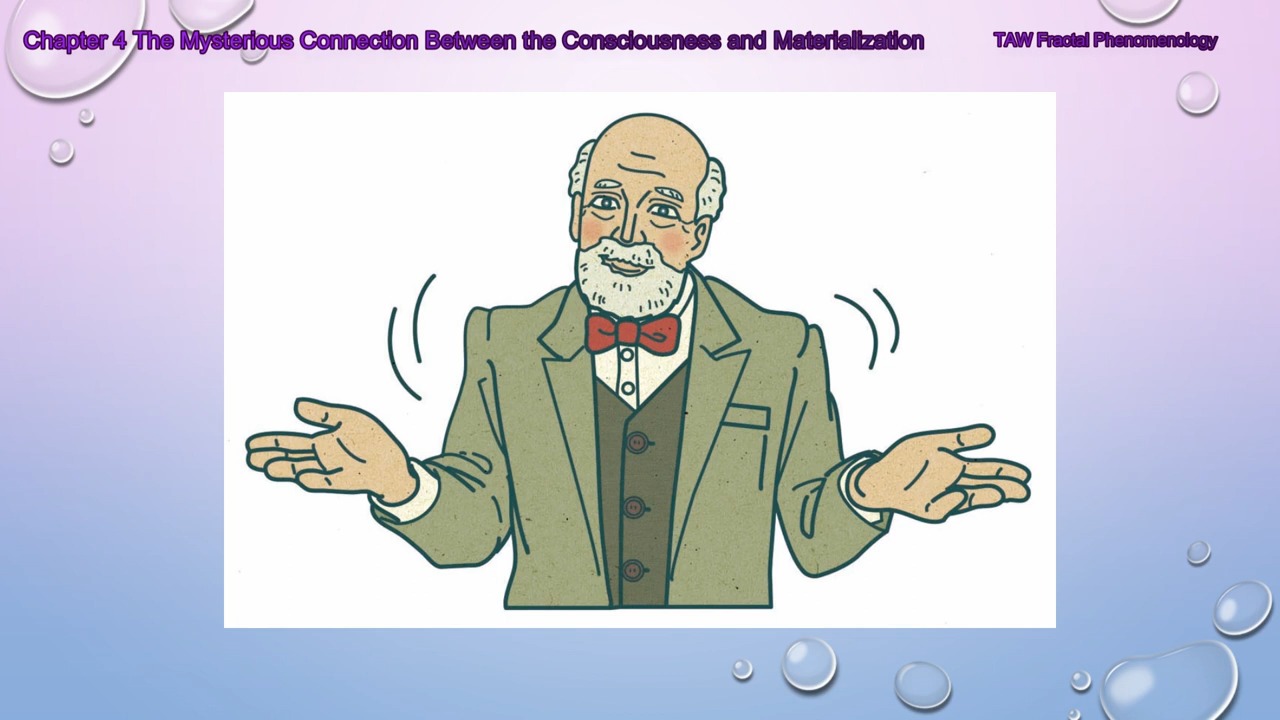 Chapter 4 The Mysterious Connection Between the Consciousness and Materialization
TAW Fractal Phenomenology